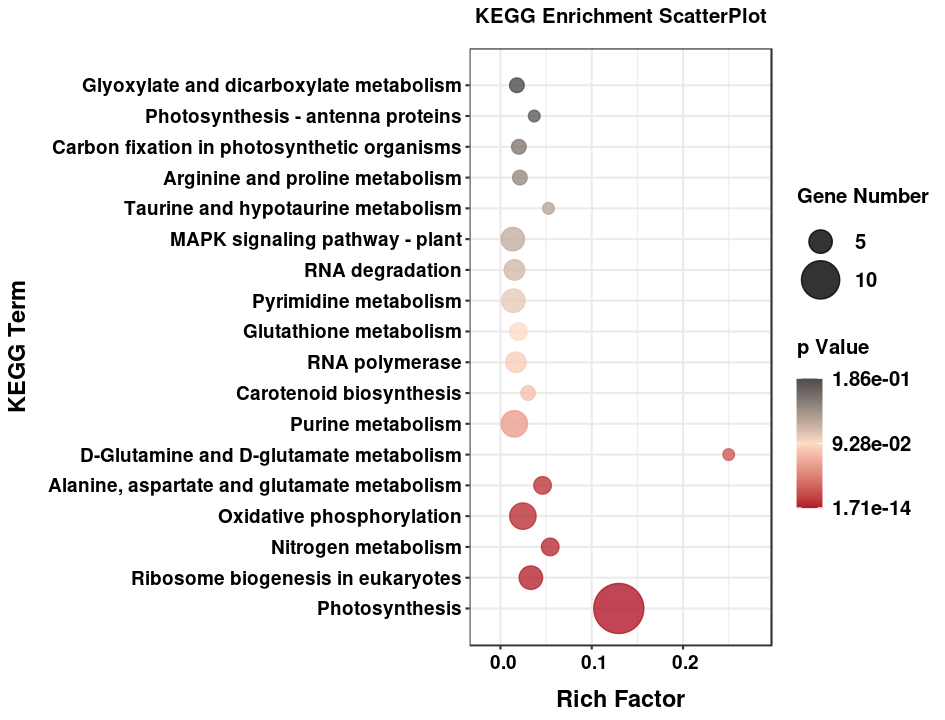 KEGG Enrichment ScatterPlot
KEGG Term
Glyoxylate and dicarboxylate metabolism
Photosynthesis - antenna proteins
Carbon fixation in photosynthetic organisms
Arginine and proline metabolism
Taurine and hypotaurine metabolism
MAPK signaling pathway - plant
RNA degradation
Pyrimidine metabolism
Glutathione metabolism
RNA polymerase
Carotenoid biosynthesis
Purine metabolism
D-Glutamine and D-glutamate metabolism
Alanine, aspartate and glutamate metabolism
Oxidative phosphorylation
Nitrogen metabolism
Ribosome biogenesis in eukaryotes
Photosynthesis
0.0 0.1 0.2
Rich Factor
Gene Number
5
10
p Value
1.86e-01
9.28e-02
1.71e-14